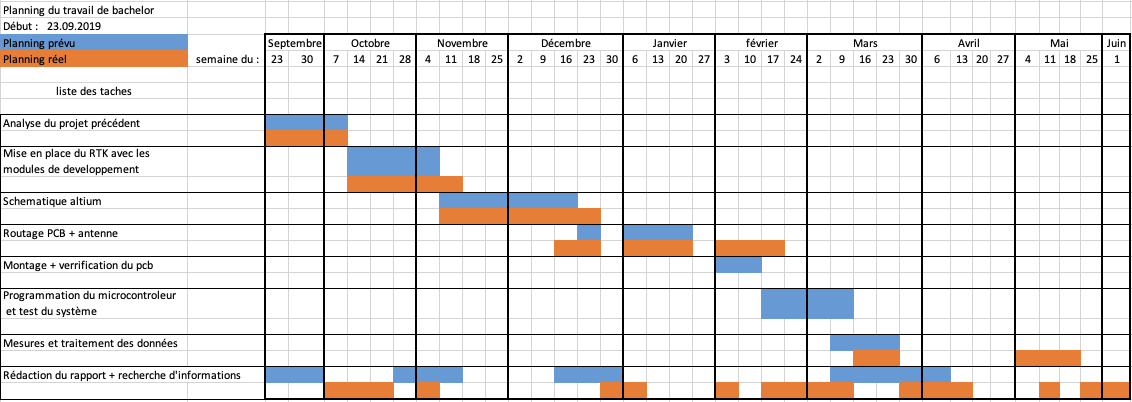 Planning du travail de bachelor
Début : 23.09.2019
Planning prévu
Septembre Octobre Novembre Décembre Janvier février Mars Avril Mai Juin
Planning réel semaine du : 23 30 7 14 21 28 4 11 18 25 2 9 16 23 30 6 13 20 27 3 10 17 24 2 9 16 23 30 6 13 20 27 4 11 18 25 1
liste des taches
Analyse du projet précédent
Mise en place du RTK avec les
modules de developpement
Schematique altium
Routage PCB + antenne
Montage + verrification du pcb
Programmation du microcontroleur
et test du système
Mesures et traitement des données
Rédaction du rapport + recherche d'informations